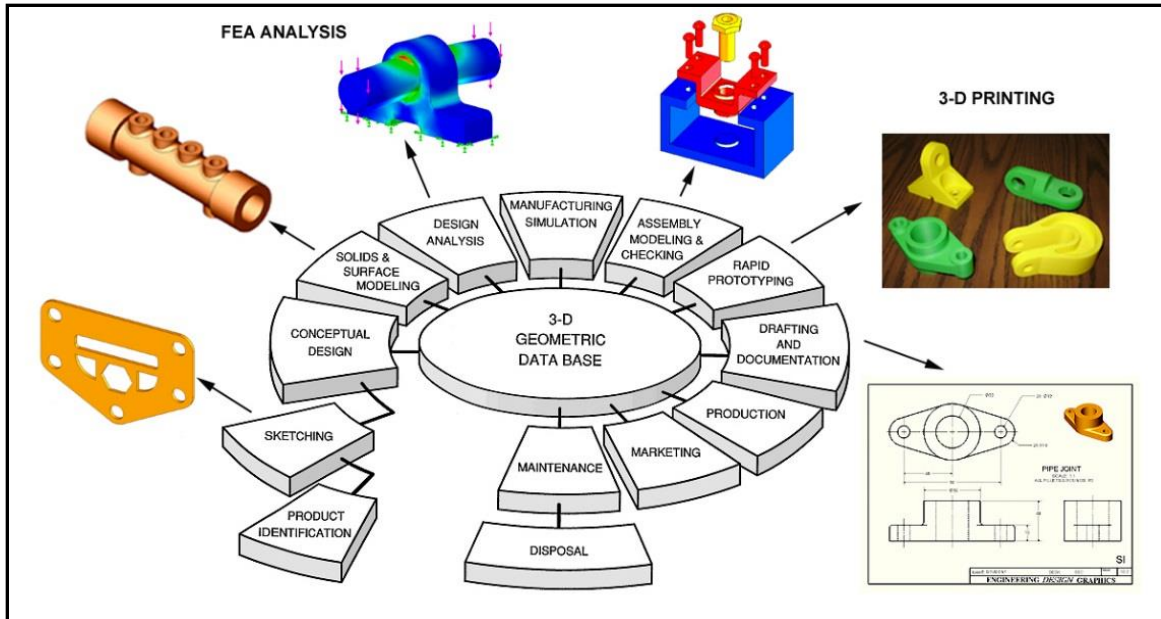 FEA ANALYSIS
3-D PRINTING
MANUFACTURING
SIMULATION
DESIGN
ANALYSIS
ASSEMBLY
MODELING &
CHECKING
SOLIDS &
SURFACE
MODELING
RAPID
PROTOTYPING
CONCEPTUAL
DESIGN
3-D
GEOMETRIC
DATA BASE
DRAFTING
AND
DOCUMENTATION
SKETCHING
PRODUCTION
MARKETING
MAINTENANCE
PRODUCT
IDENTIFICATION
DISPOSAL
PIPE JOINT
SI
ENGINEERING DESIGN GRAPHICS